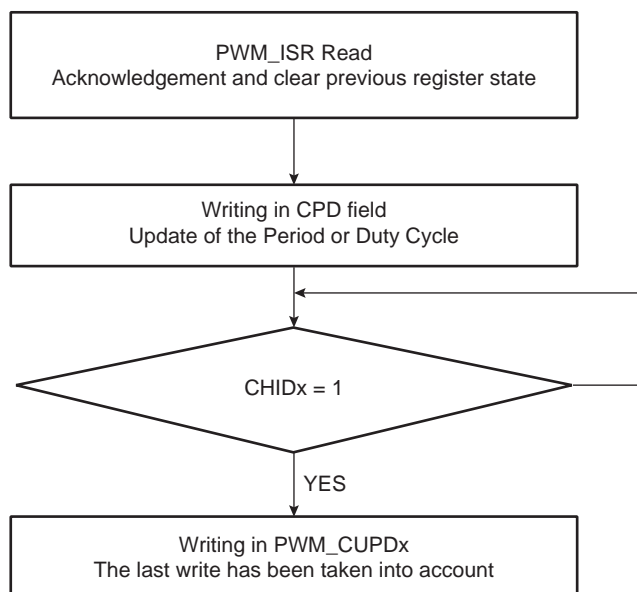 PWM_ISR Read
Acknowledgement and clear previous register state
Writing in CPD field
Update of the Period or Duty Cycle
CHIDx = 1
YES
Writing in PWM_CUPDx
The last write has been taken into account